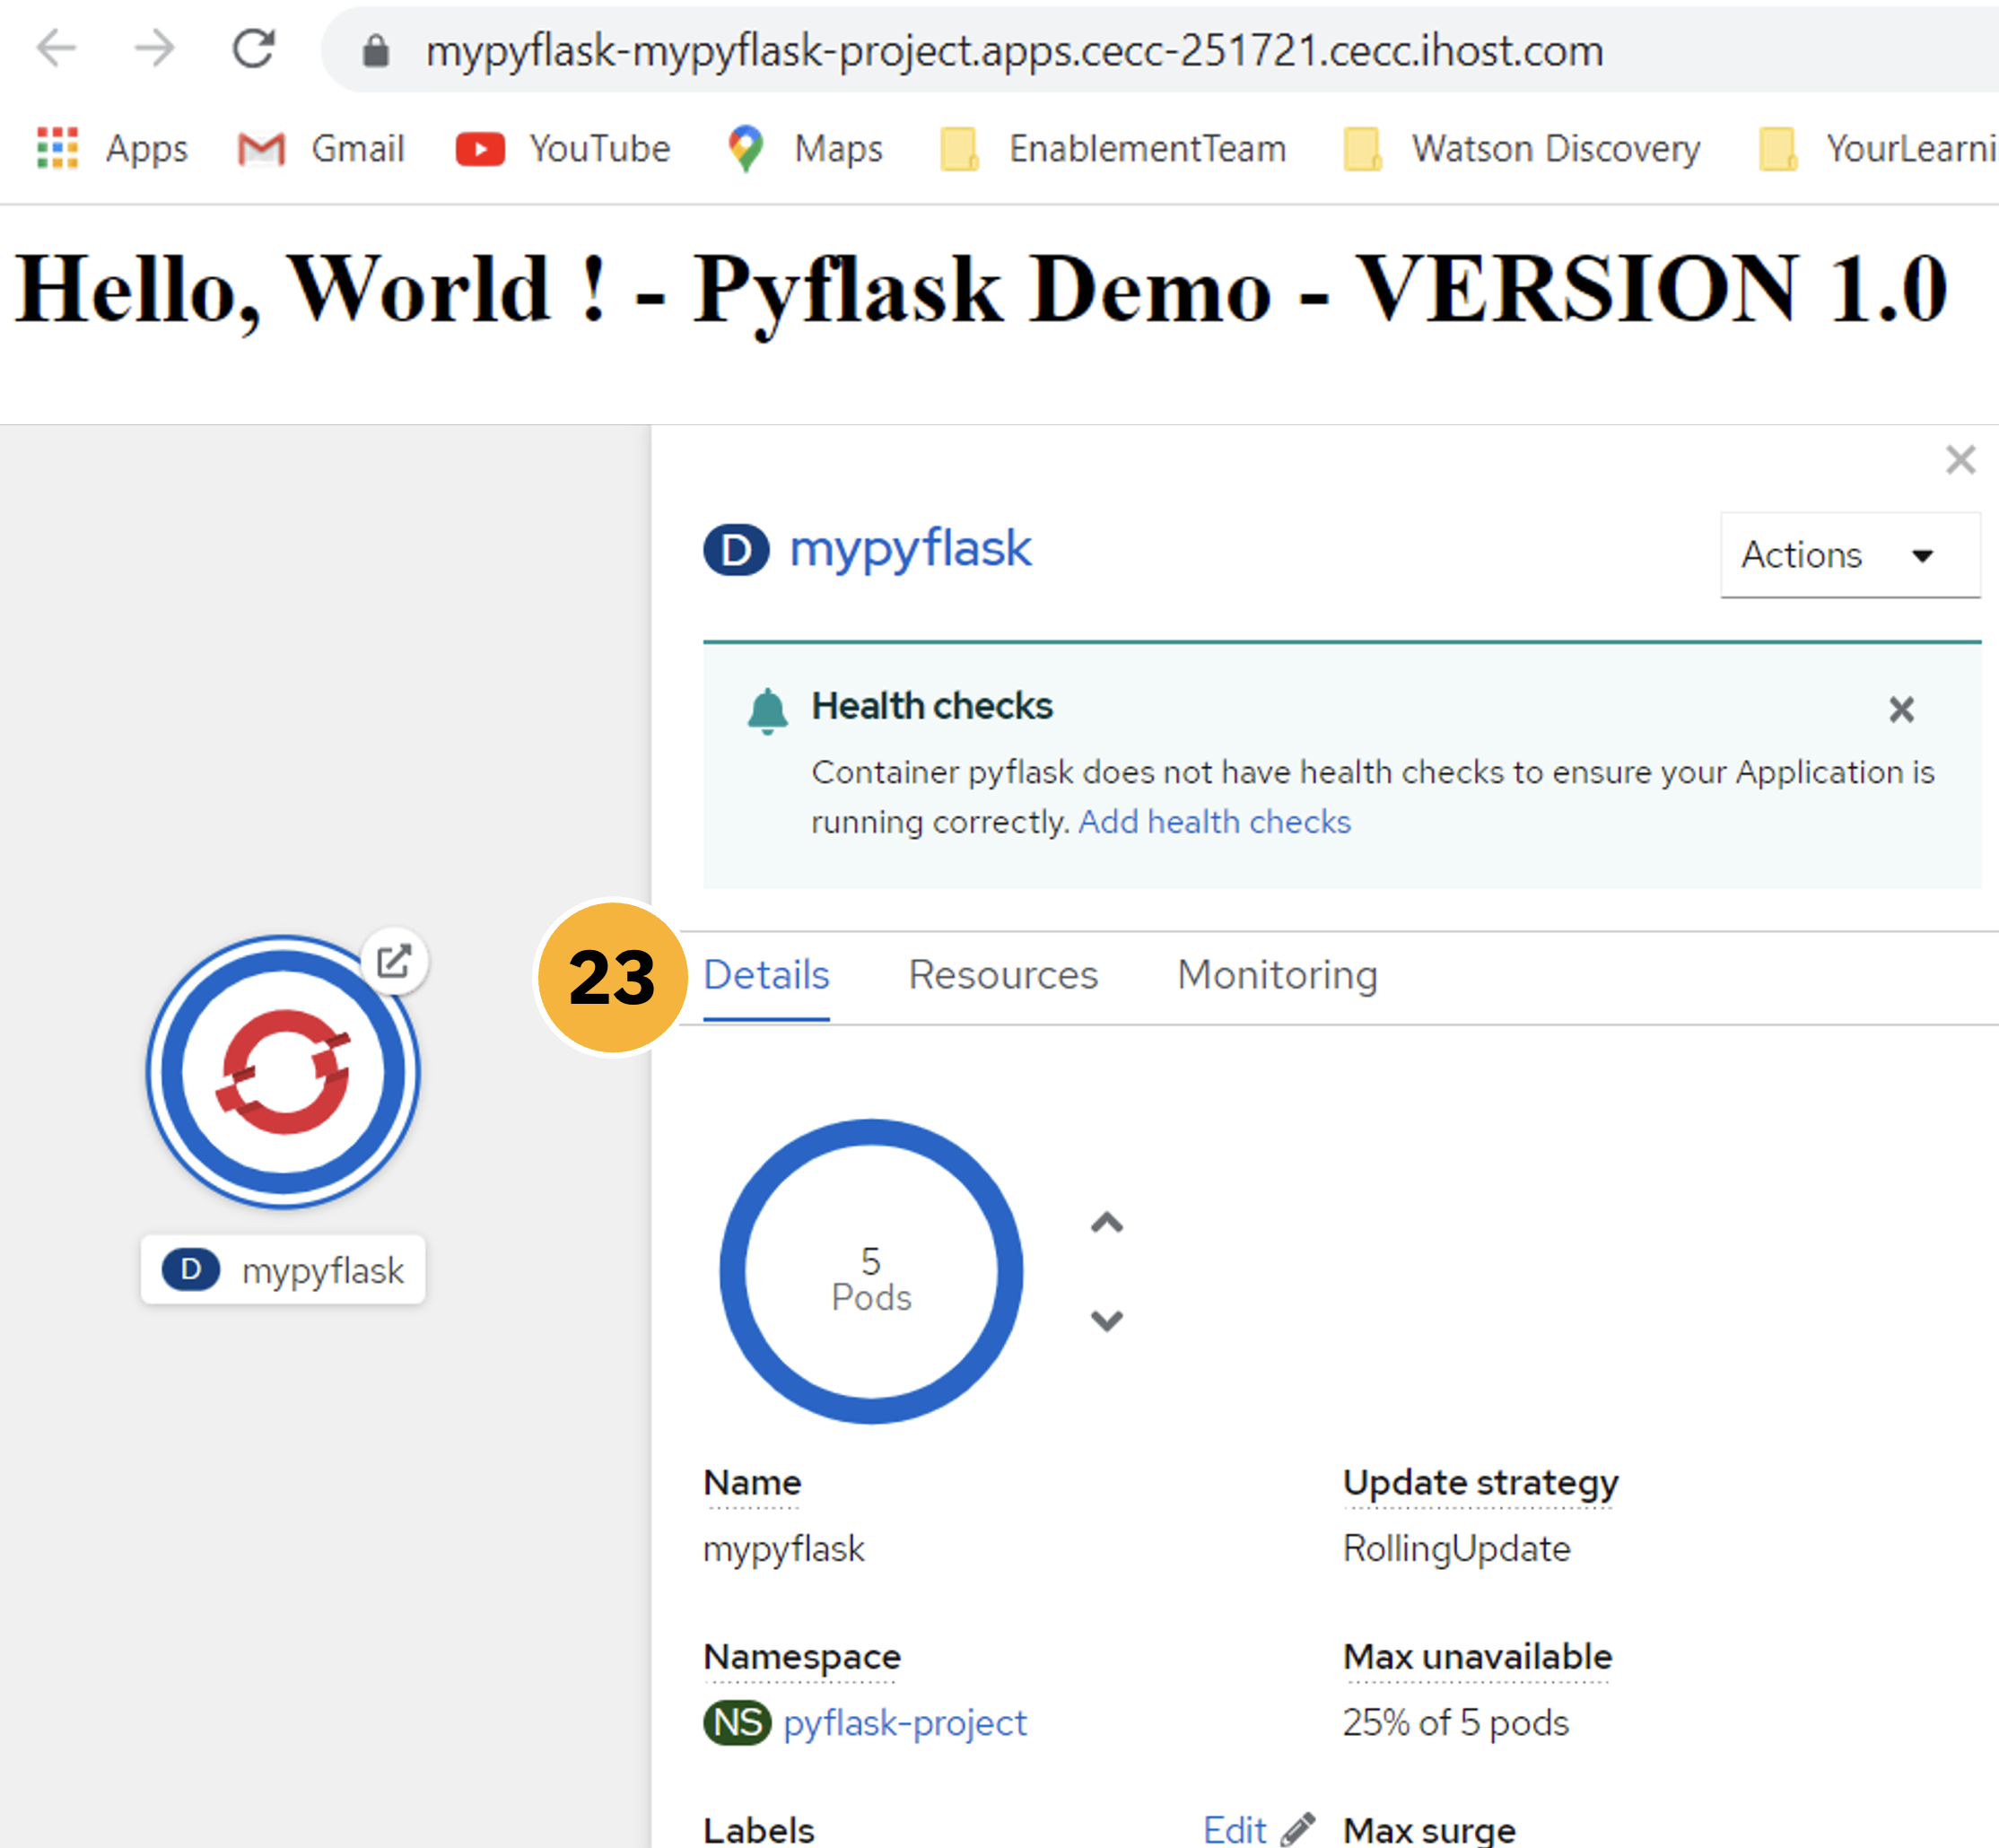 mypyflask-mypyflask-project.apps.cecc-251721.cecc.ihost.com
Apps Gmail YouTube Maps EnablementTeam Watson Discovery YourLearni
Hello, World ! - Pyflask Demo - VERSION 1.0
D mypyflask
Actions
Health checks
Container pyflask does not have health checks to ensure your Application is
running correctly. Add health checks
23
Details Resources Monitoring
D mypyflask
5
Pods
Name
mypyflask
Update strategy
RollingUpdate
Namespace
NS pyflask-project
Max unavailable
25% of 5 pods
Labels
Edit
Max surge